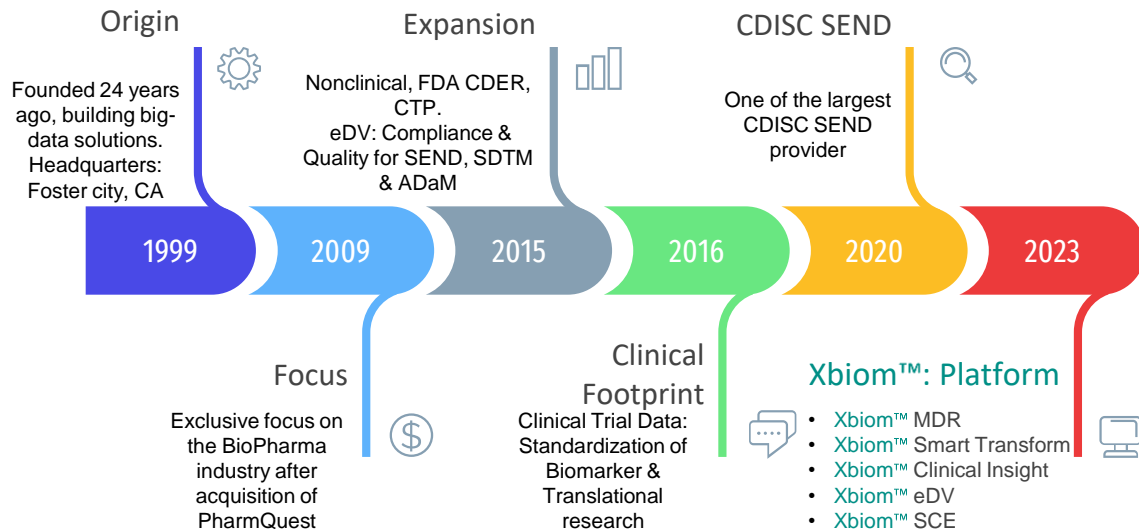 Origin
Founded 24 years
ago, building big-
data solutions.
Headquarters:
Foster city, CA
Expansion
Nonclinical, FDA CDER,
CTP.
eDV: Compliance &
Quality for SEND, SDTM
& ADaM
CDISC SEND
One of the largest
CDISC SEND
provider
1999
2009
2015
2016
2020
2023
Focus
Exclusive focus on
the BioPharma
industry after
acquisition of
PharmQuest
$
Clinical
Footprint
Clinical Trial Data:
Standardization of
Biomarker &
Translational
research
Xbiom™: Platform
• Xbiom™ MDR
• Xbiom™ Smart Transform
• Xbiom™ Clinical Insight
• Xbiom™ eDV
• Xbiom™ SCE